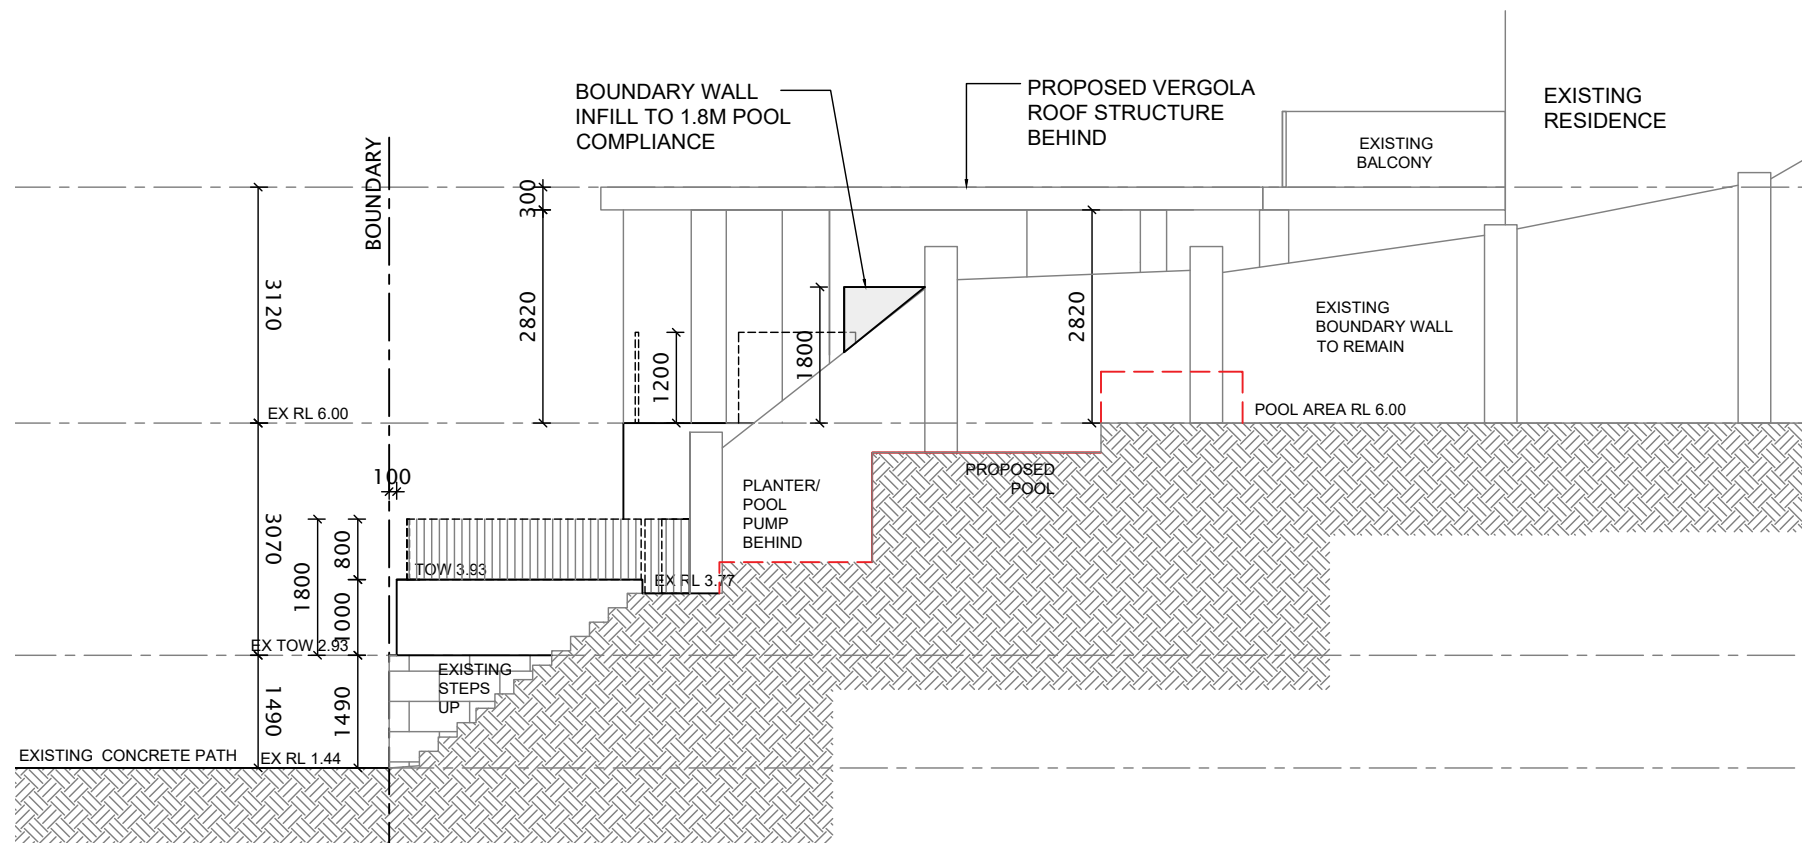 BOUNDARY WALL
INFILL TO 1.8M POOL
COMPLIANCE
PROPOSED VERGOLA
ROOF STRUCTURE
BEHIND
EXISTING
RESIDENCE
EXISTING
BALCONY
BOUNDARY
300
3120
2820
1200
1800
2820
EXISTING
BOUNDARY WALL
TO REMAIN
EX RL 6.00
POOL AREA RL 6.00
100
PROPOSED
POOL
PLANTER/
POOL
PUMP
BEHIND
3070
1800
800
TOW 3.93
EX RL 3.77
1000
EX TOW 2.93
EXISTING
STEPS
UP
1490
1490
EXISTING CONCRETE PATH
EX RL 1.44